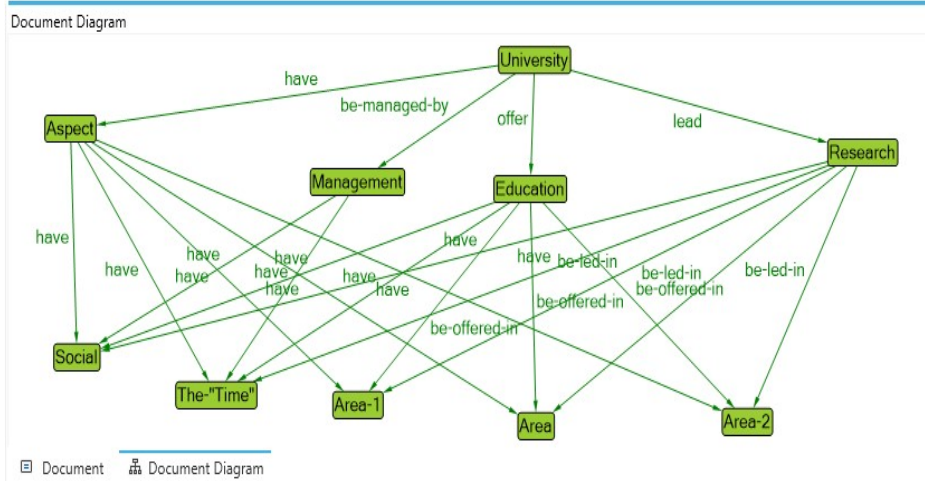 Document Diagram
University
have
be-managed-by
offer
lead
Aspect
Research
Management
Education
have
have
have
have
have
have
have
have
have
have
have
be-led-in
be-led-in
be-led-in
be-offered-in
be-offered-in
be-offered-in
Social
The-"Time"
Area-1
Area
Area-2
Document
Document Diagram